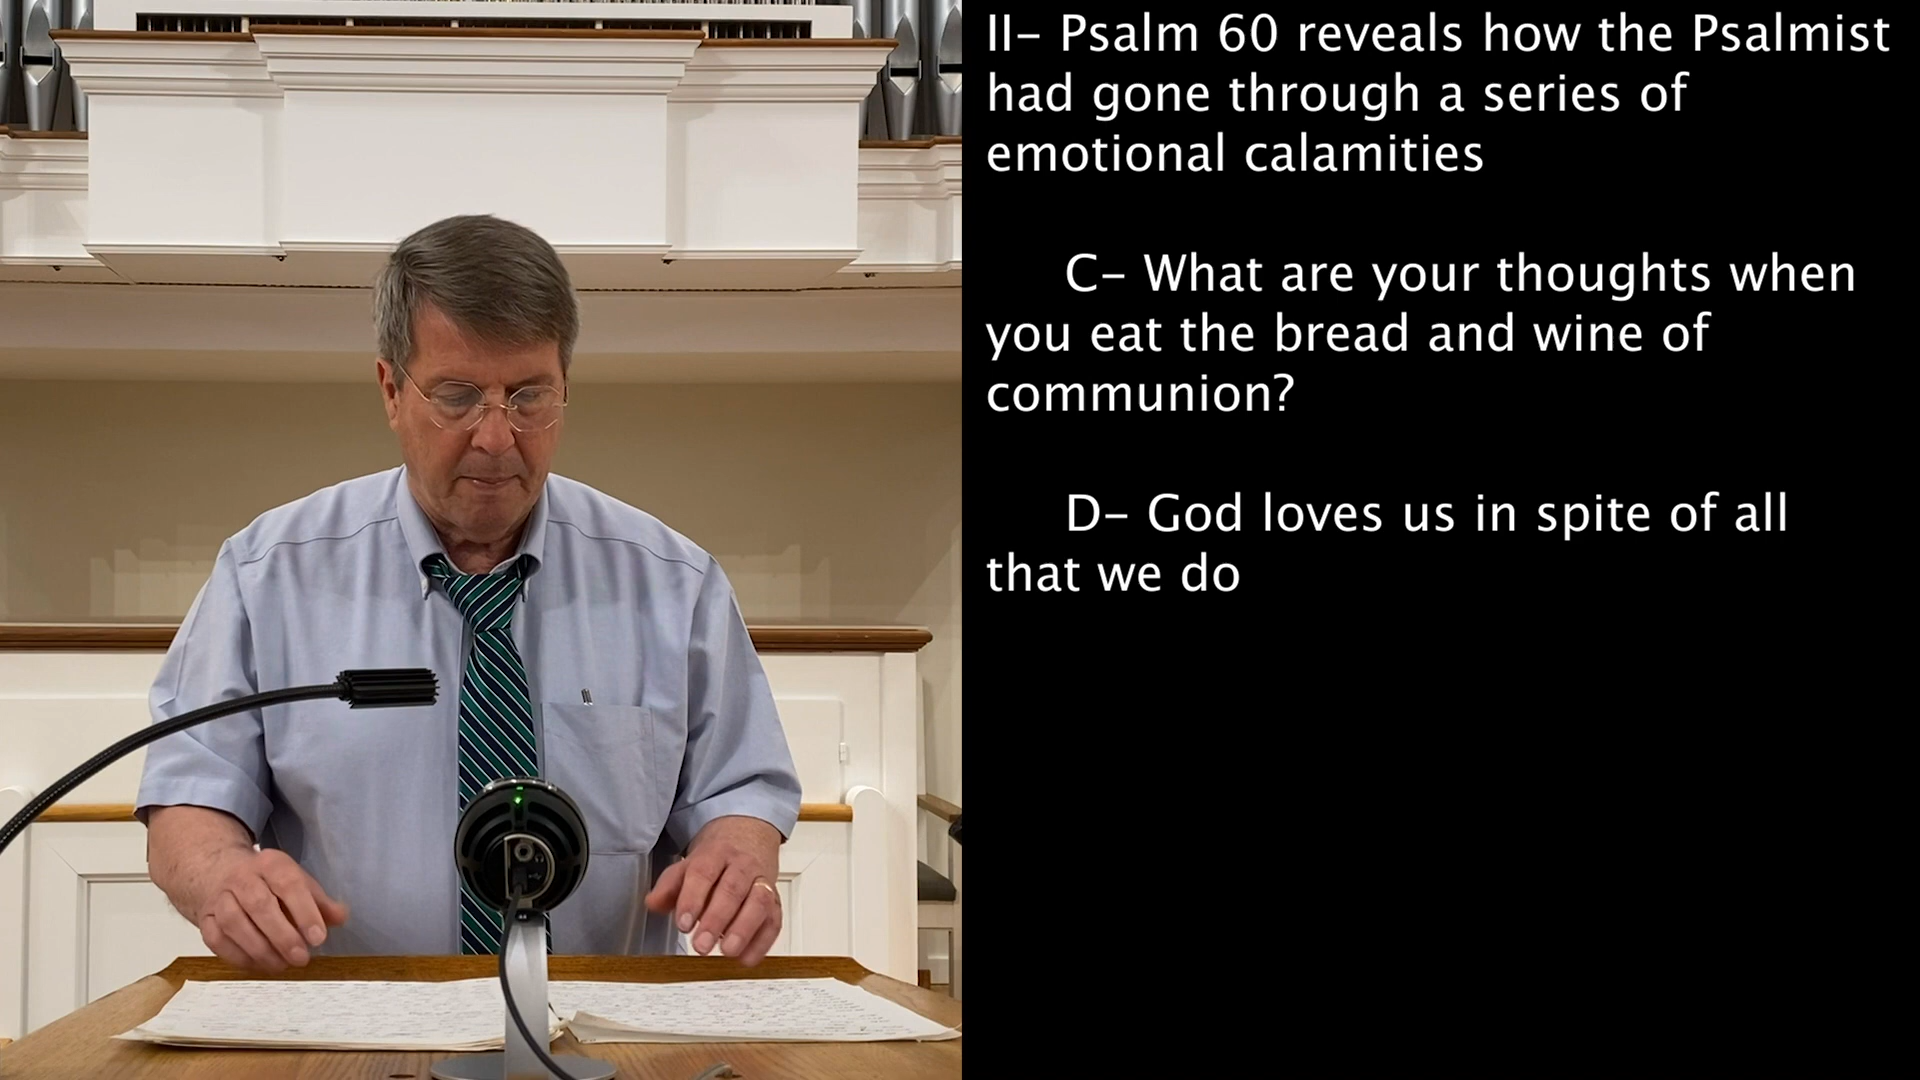 II– Psalm 60 reveals how the Psalmist
had gone through a series of
emotional calamities
C– What are your thoughts when
you eat the bread and wine of
communion?
D– God loves us in spite of all
that we do